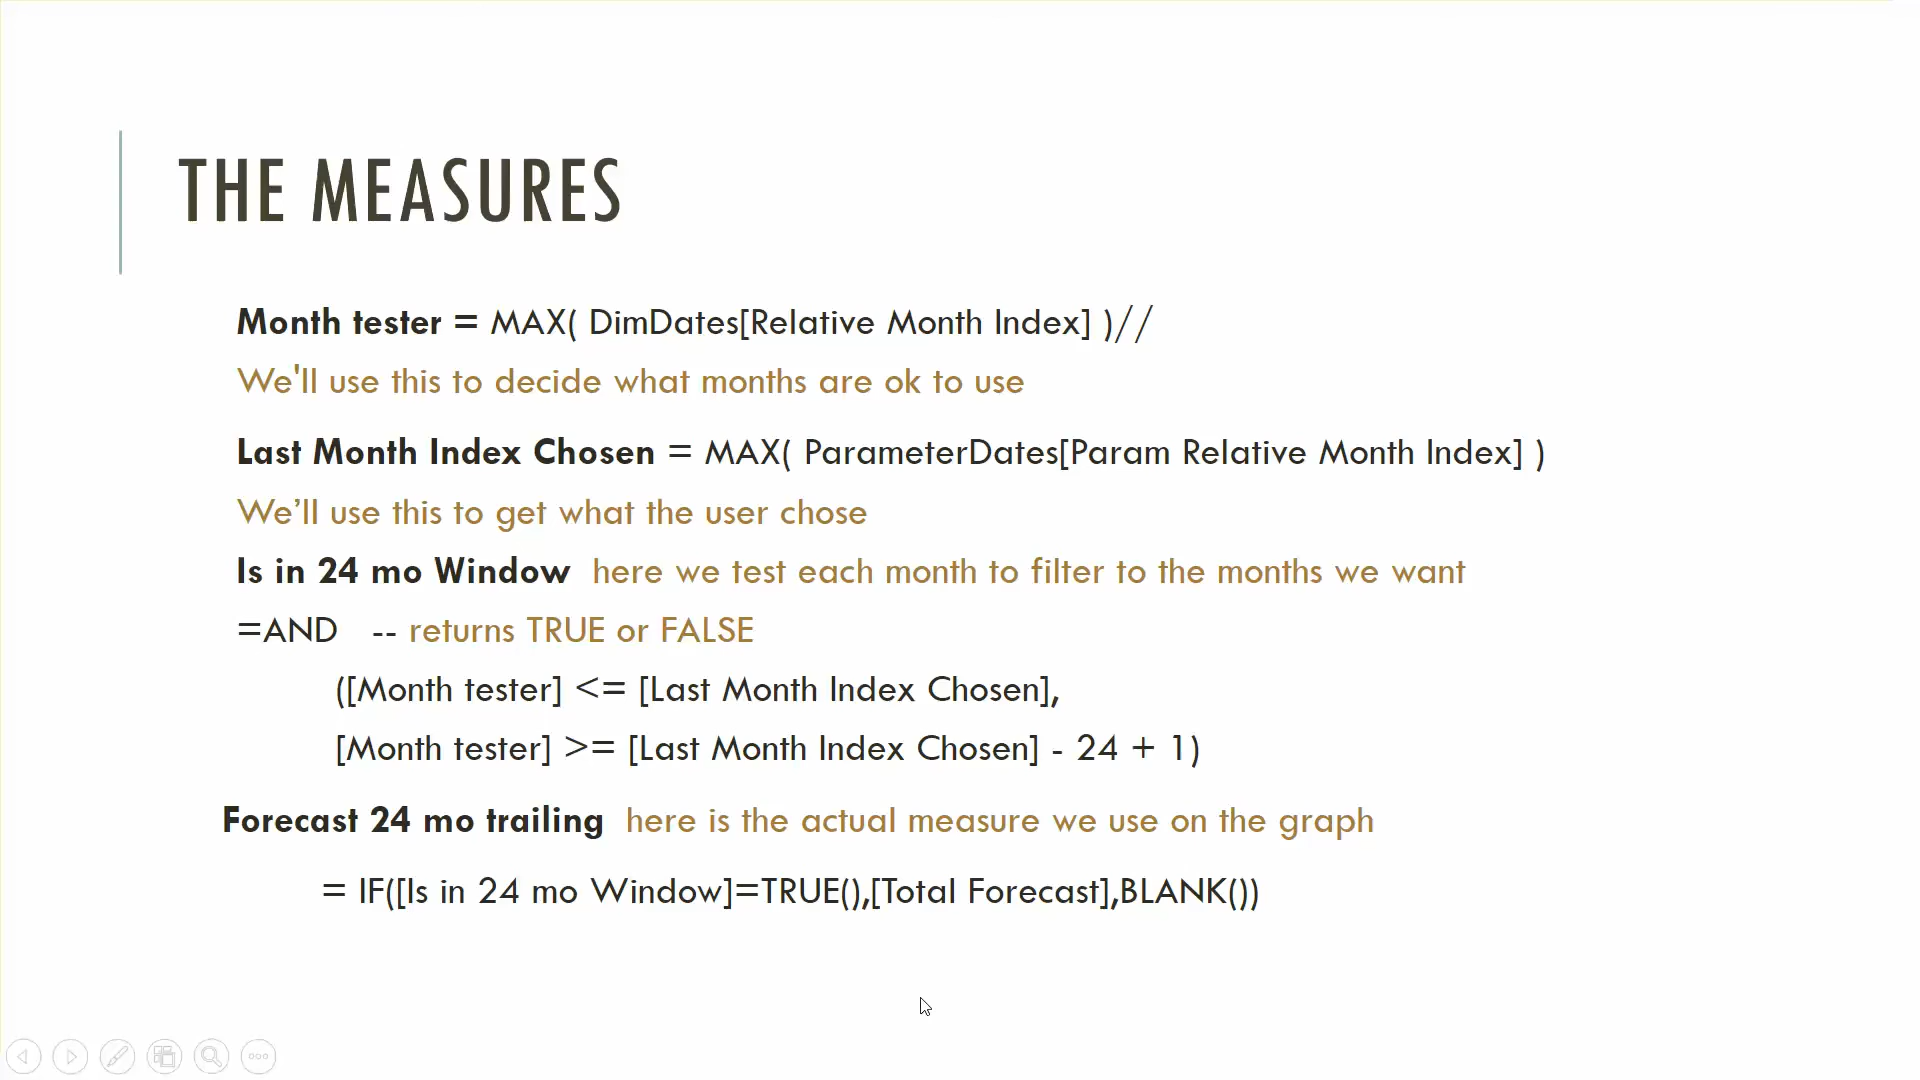 THE MEASURES
Month tester = MAX( DimDates[Relative Month Index] )//
We'll use this to decide what months are ok to use
Last Month Index Chosen = MAX( ParameterDates[Param Relative Month Index] )
We’ll use this to get what the user chose
Is in 24 mo Window here we test each month to filter to the months we want
=AND -- returns TRUE or FALSE
([Month tester] <= [Last Month Index Chosen],
[Month tester] >= [Last Month Index Chosen] - 24 + 1)
Forecast 24 mo trailing here is the actual measure we use on the graph
= IF([Is in 24 mo Window]=TRUE(),[Total Forecast],BLANK())